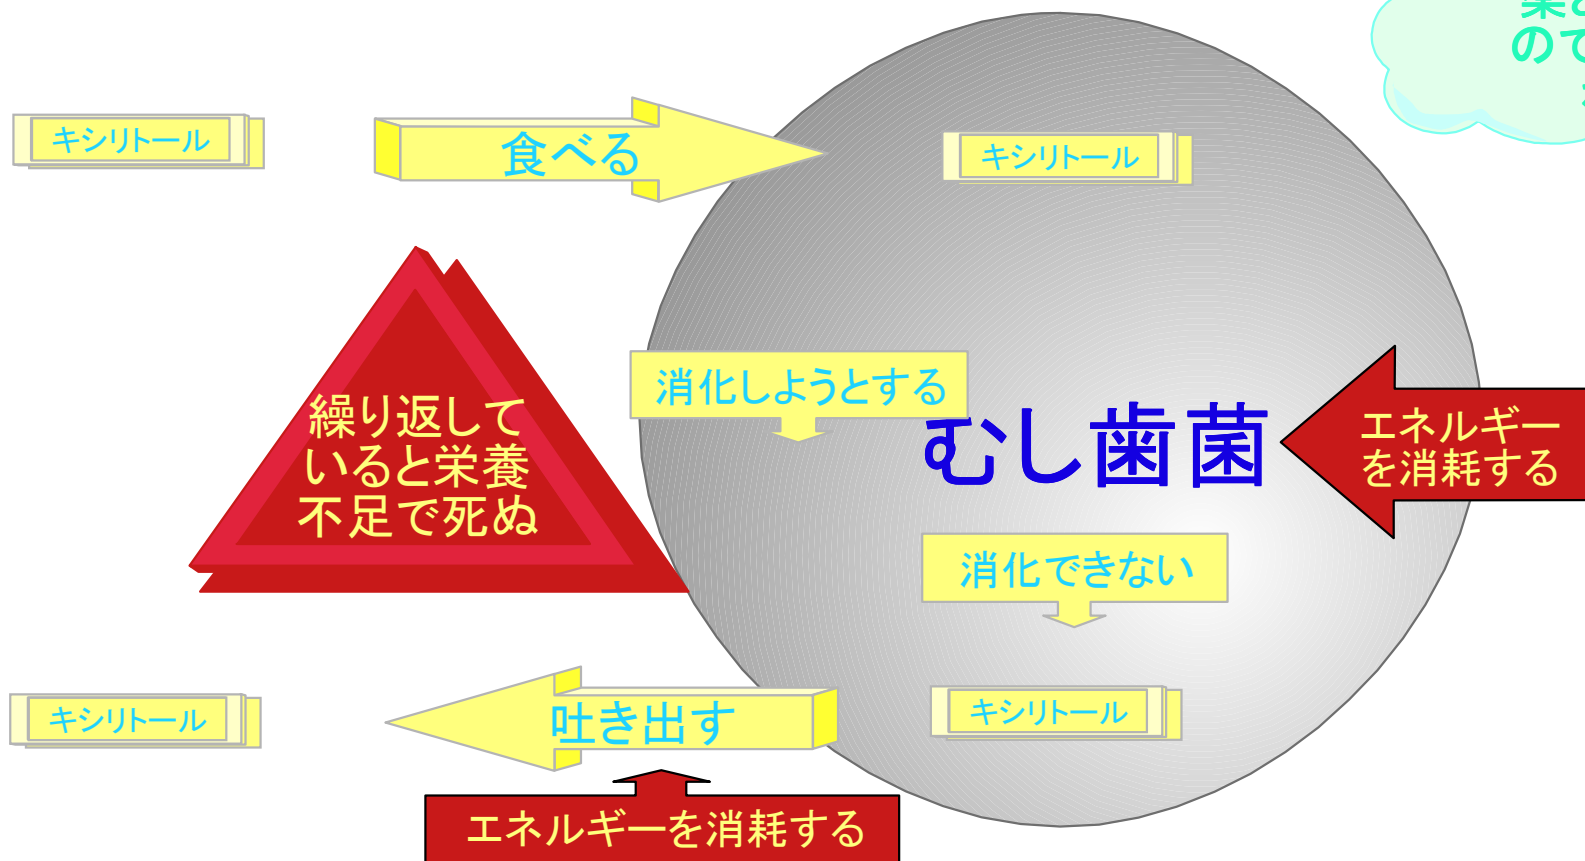 のて
キシリトール
食べる
キシリトール
消化しようとする
繰り返して
いると栄養
不足で死ぬ
むし歯菌
エネルギー
を消耗する
消化できない
キシリトール
吐き出す
キシリトール
エネルギーを消耗する